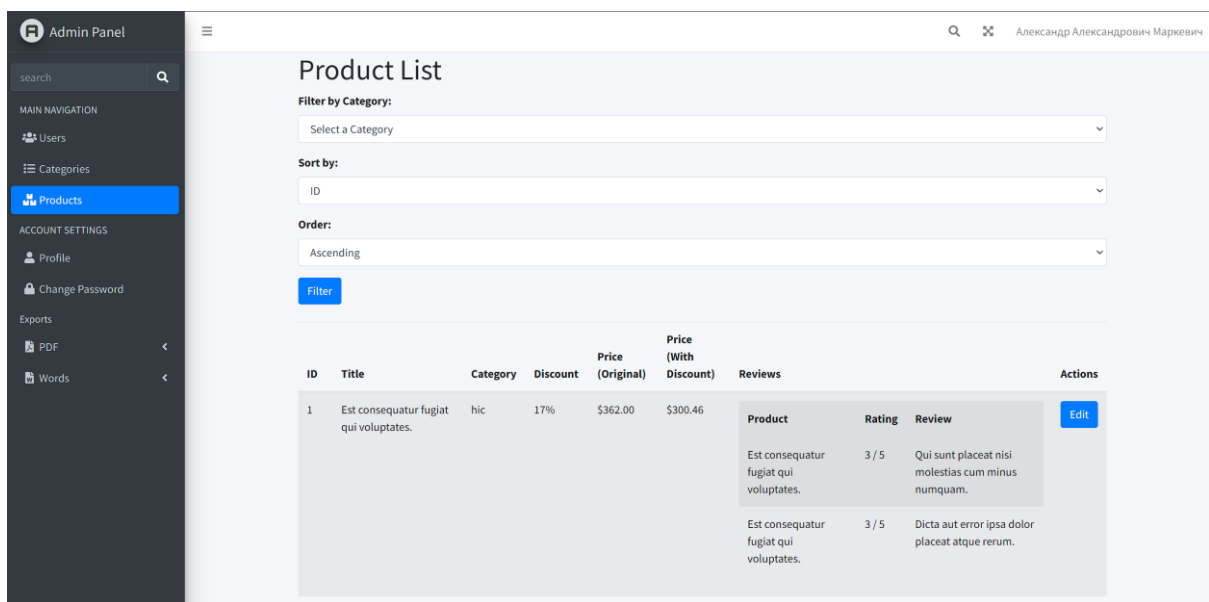 Admin Panel
Александр Александрович Маркевич
search
MAIN NAVIGATION
Users
Categories
Products
ACCOUNT SETTINGS
Profile
Change Password
Exports
PDF
Words
Product List
Filter by Category:
Select a Category
Sort by:
ID
Order:
Ascending
Filter
ID Title Category Discount Price (Original) Price (With Discount) Reviews Actions
1 Est consequatur fugiat qui voluptates. hic 17% $362.00 $300.46 Edit
Product Rating Review
Est consequatur fugiat qui voluptates. 3 / 5 Qui sunt placeat nisi molestias cum minus numquam.
Est consequatur fugiat qui voluptates. 3 / 5 Dicta aut error ipsa dolor placeat atque rerum.